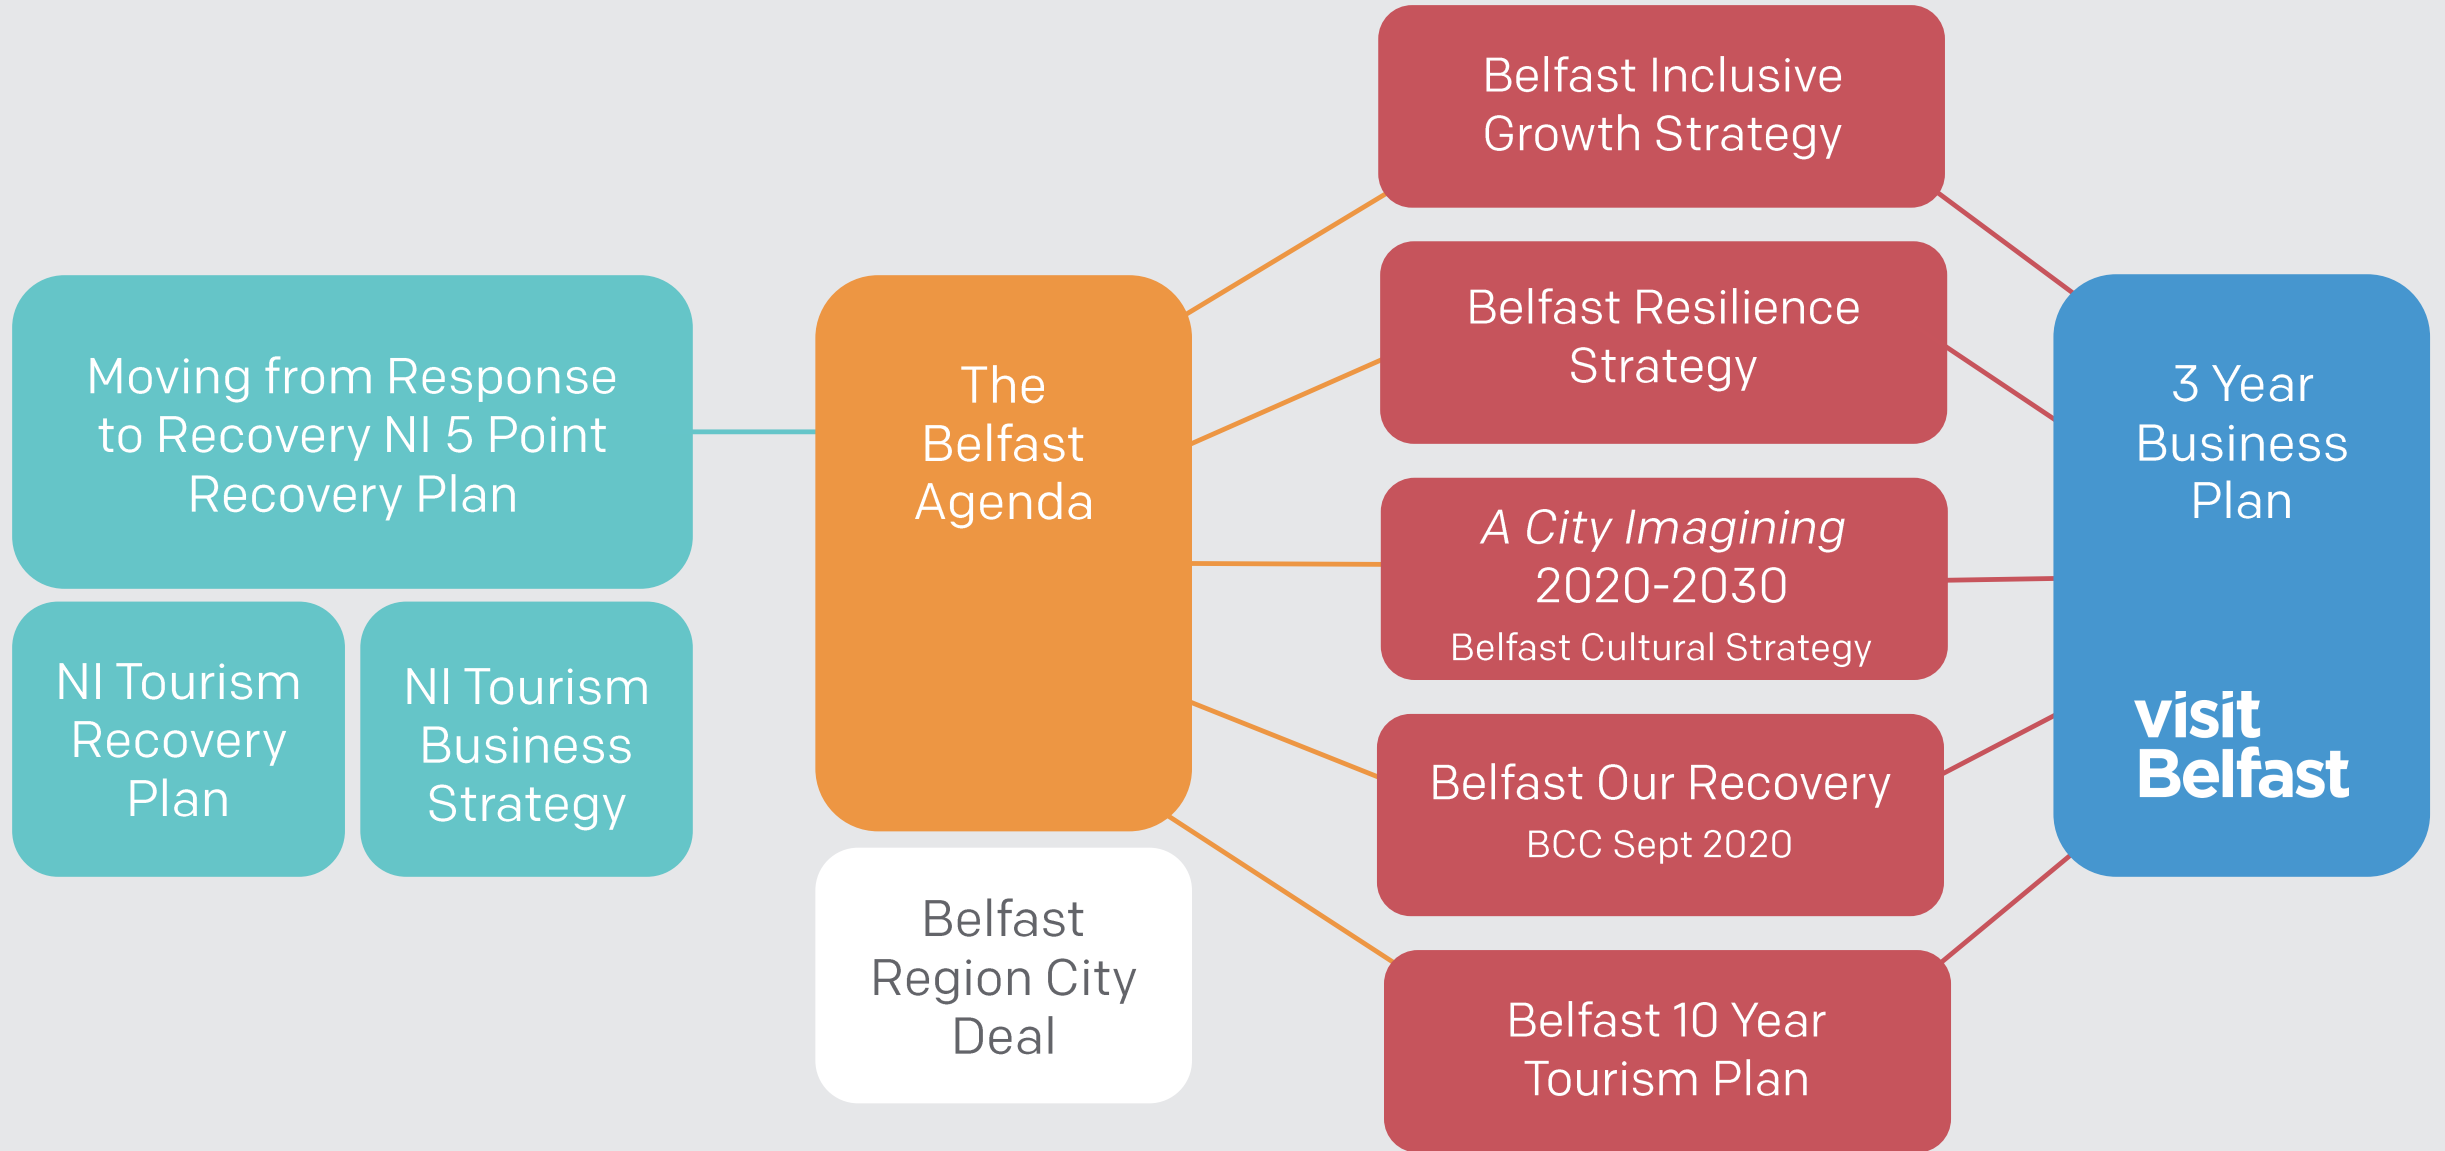 Moving from Response
to Recovery NI 5 Point
Recovery Plan
NI Tourism
Recovery
Plan
NI Tourism
Business
Strategy
The
Belfast
Agenda
Belfast
Region City
Deal
Belfast Inclusive
Growth Strategy
Belfast Resilience
Strategy
A City Imagining
2020-2030
Belfast Cultural Strategy
Belfast Our Recovery
BCC Sept 2020
Belfast 10 Year
Tourism Plan
3 Year
Business
Plan
visit
Belfast